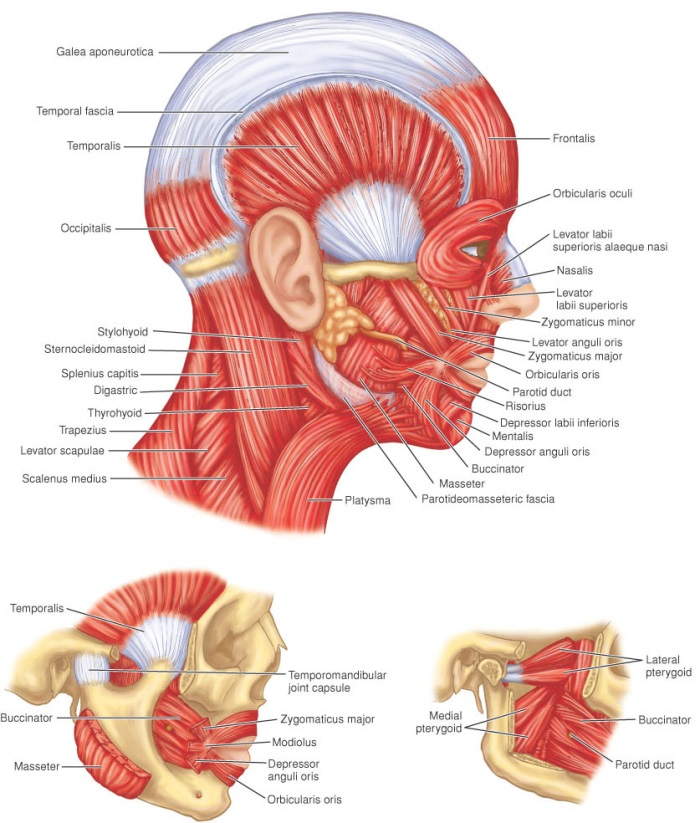 Galea aponeurotica
Temporal fascia
Temporalis
Occipitalis
Stylohyoid
Sternocleidomastoid
Splenius capitis
Digastric
Thyrohyoid
Trapezius
Levator scapulae
Scalenus medius
Frontalis
Orbicularis oculi
Levator labii
superioris alaeque nasi
Nasalis
Levator
labii superioris
Zygomaticus minor
Levator anguli oris
Zygomaticus major
Orbicularis oris
Parotid duct
Risorius
Depressor labii inferioris
Mentalis
Depressor anguli oris
Buccinator
Masseter
Parotideomasseteric fascia
Platysma
Temporalis
Buccinator
Masseter
Temporomandibular
joint capsule
Zygomaticus major
Modiolus
Depressor
anguli oris
Orbicularis oris
Medial
pterygoid
Lateral
pterygoid
Buccinator
Parotid duct